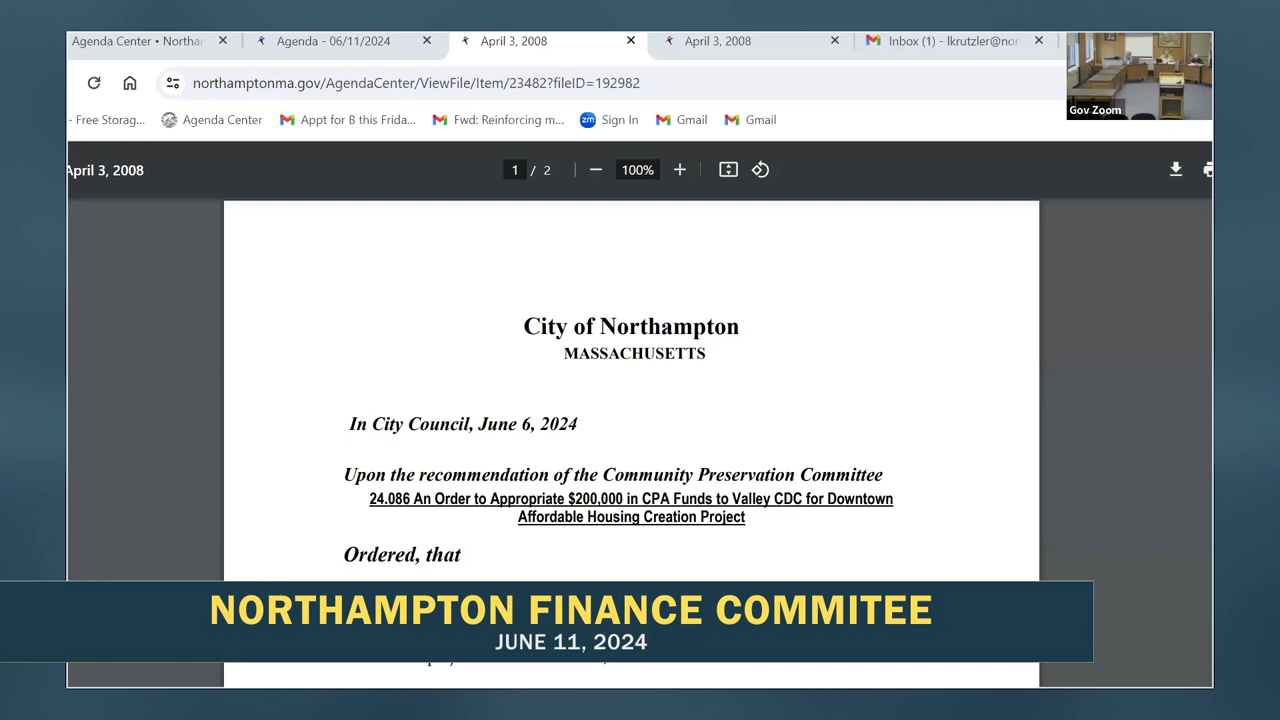 Agenda Center • Northa
Agenda - 06/11/2024
April 3, 2008
April 3, 2008
Inbox (1) - lkrutzler@nor
northamptonma.gov/AgendaCenter/ViewFile/Item/23482?fileID=192982
Gov Zoom
- Free Storag...
Agenda Center
Appt for B this Frida...
Fwd: Reinforcing m...
zm
Sign In
Gmail
Gmail
April 3, 2008
1 / 2
100%
City of Northampton
MASSACHUSETTS
In City Council, June 6, 2024
Upon the recommendation of the Community Preservation Committee
24.086 An Order to Appropriate $200,000 in CPA Funds to Valley CDC for Downtown
Affordable Housing Creation Project
Ordered, that
NORTHAMPTON FINANCE COMMITEE
JUNE 11, 2024